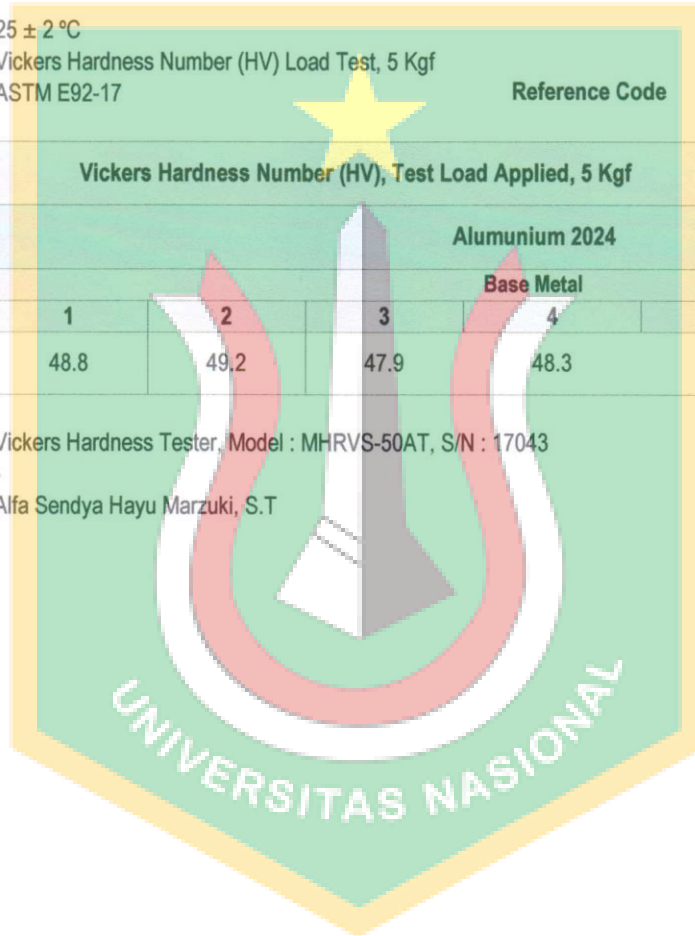 25 ± 2 ºC
Vickers Hardness Number (HV) Load Test, 5 Kgf
ASTM E92-17 Reference Code
Vickers Hardness Number (HV), Test Load Applied, 5 Kgf
Alumunium 2024
Base Metal
1 2 3 4
48.8 49.2 47.9 48.3
Vickers Hardness Tester, Model : MHRVS-50AT, S/N : 17043
Alfa Sendya Hayu Marzuki, S.T
UNIVERSITAS NASIONAL